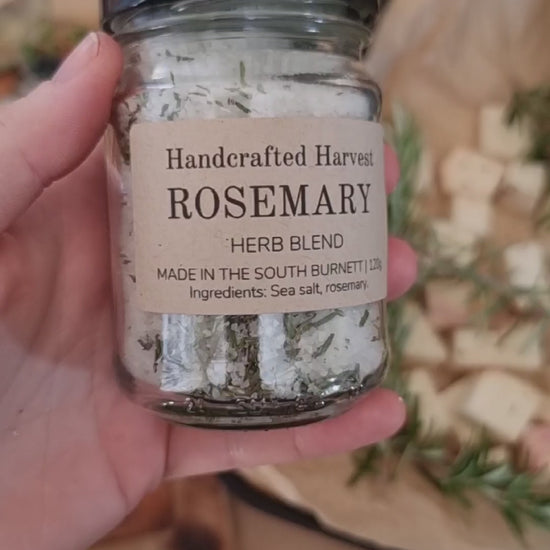 Handcrafted Harvest
ROSEMARY
HERB BLEND
MADE IN THE SOUTH BURNETT | 120g
Ingredients: Sea salt, rosemary.